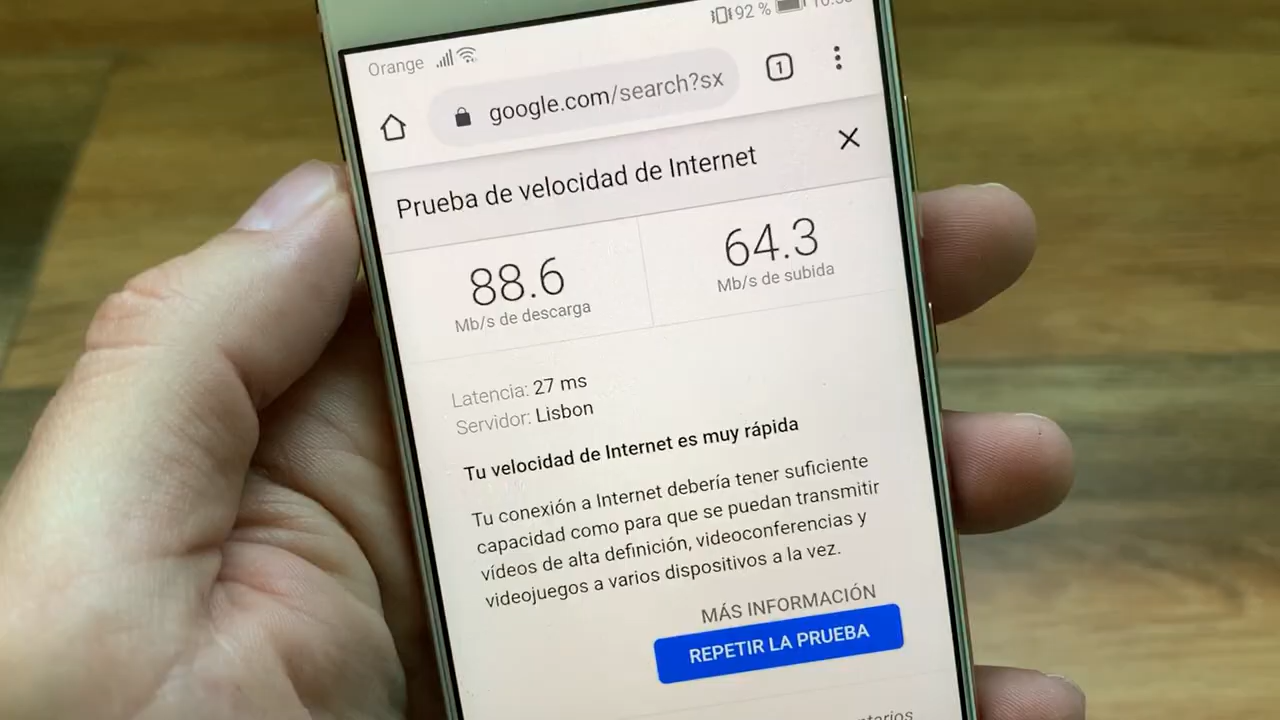 Orange
92 %
google.com/search?sx
1
Prueba de velocidad de Internet
88.6
Mb/s de descarga
64.3
Mb/s de subida
Latencia: 27 ms
Servidor: Lisbon
Tu velocidad de Internet es muy rápida
Tu conexión a Internet debería tener suficiente
capacidad como para que se puedan transmitir
vídeos de alta definición, videoconferencias y
videojuegos a varios dispositivos a la vez.
MÁS INFORMACIÓN
REPETIR LA PRUEBA